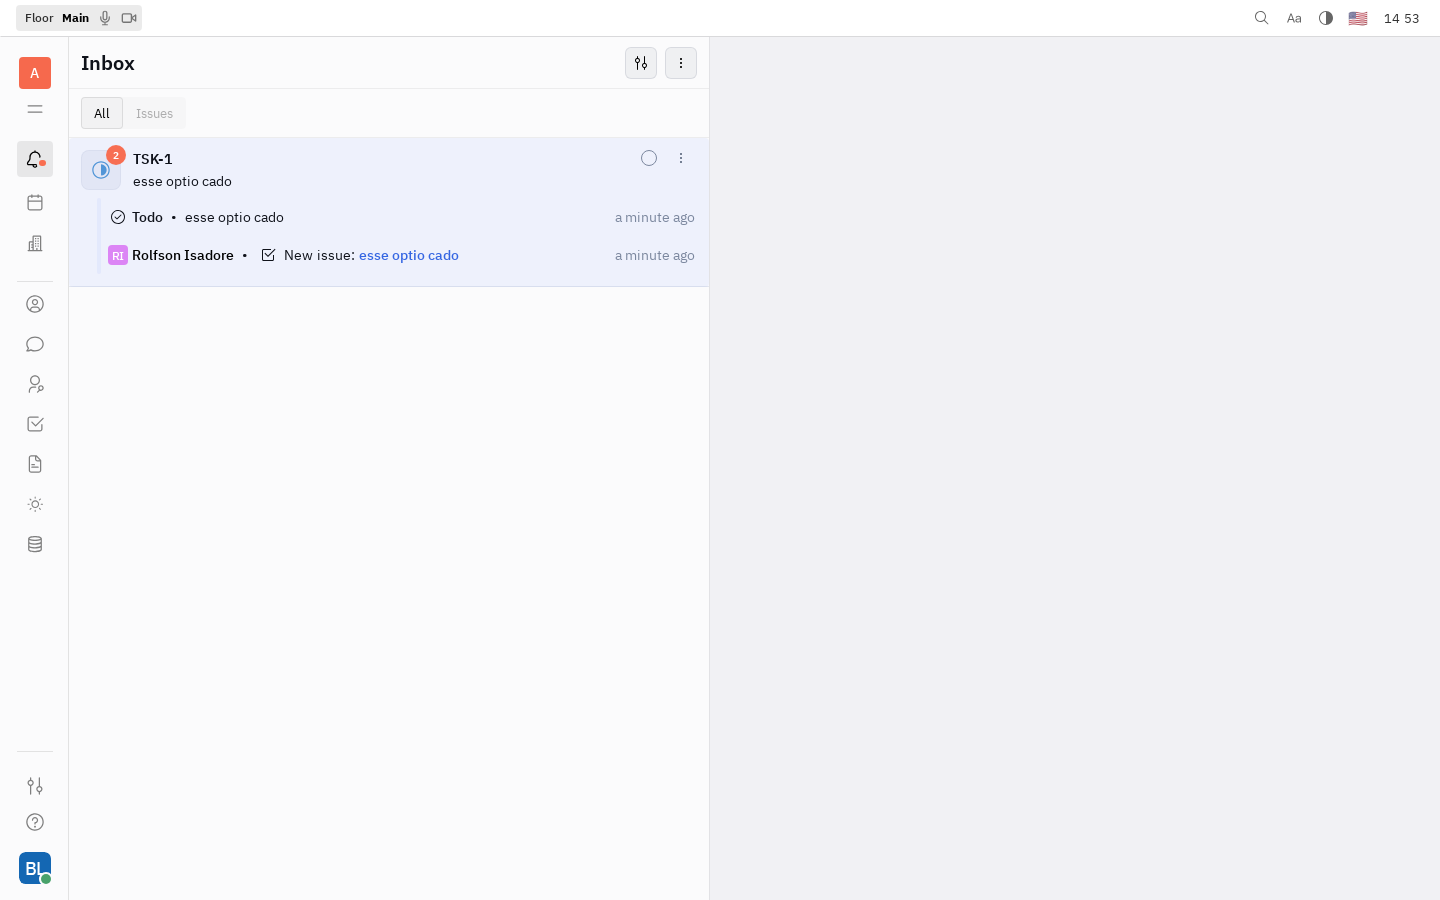 Floor Main
Aa
14 53
A
Inbox
All
Issues
2
TSK-1
esse optio cado
Todo • esse optio cado
a minute ago
RI
Rolfson Isadore •
New issue: esse optio cado
a minute ago
BL